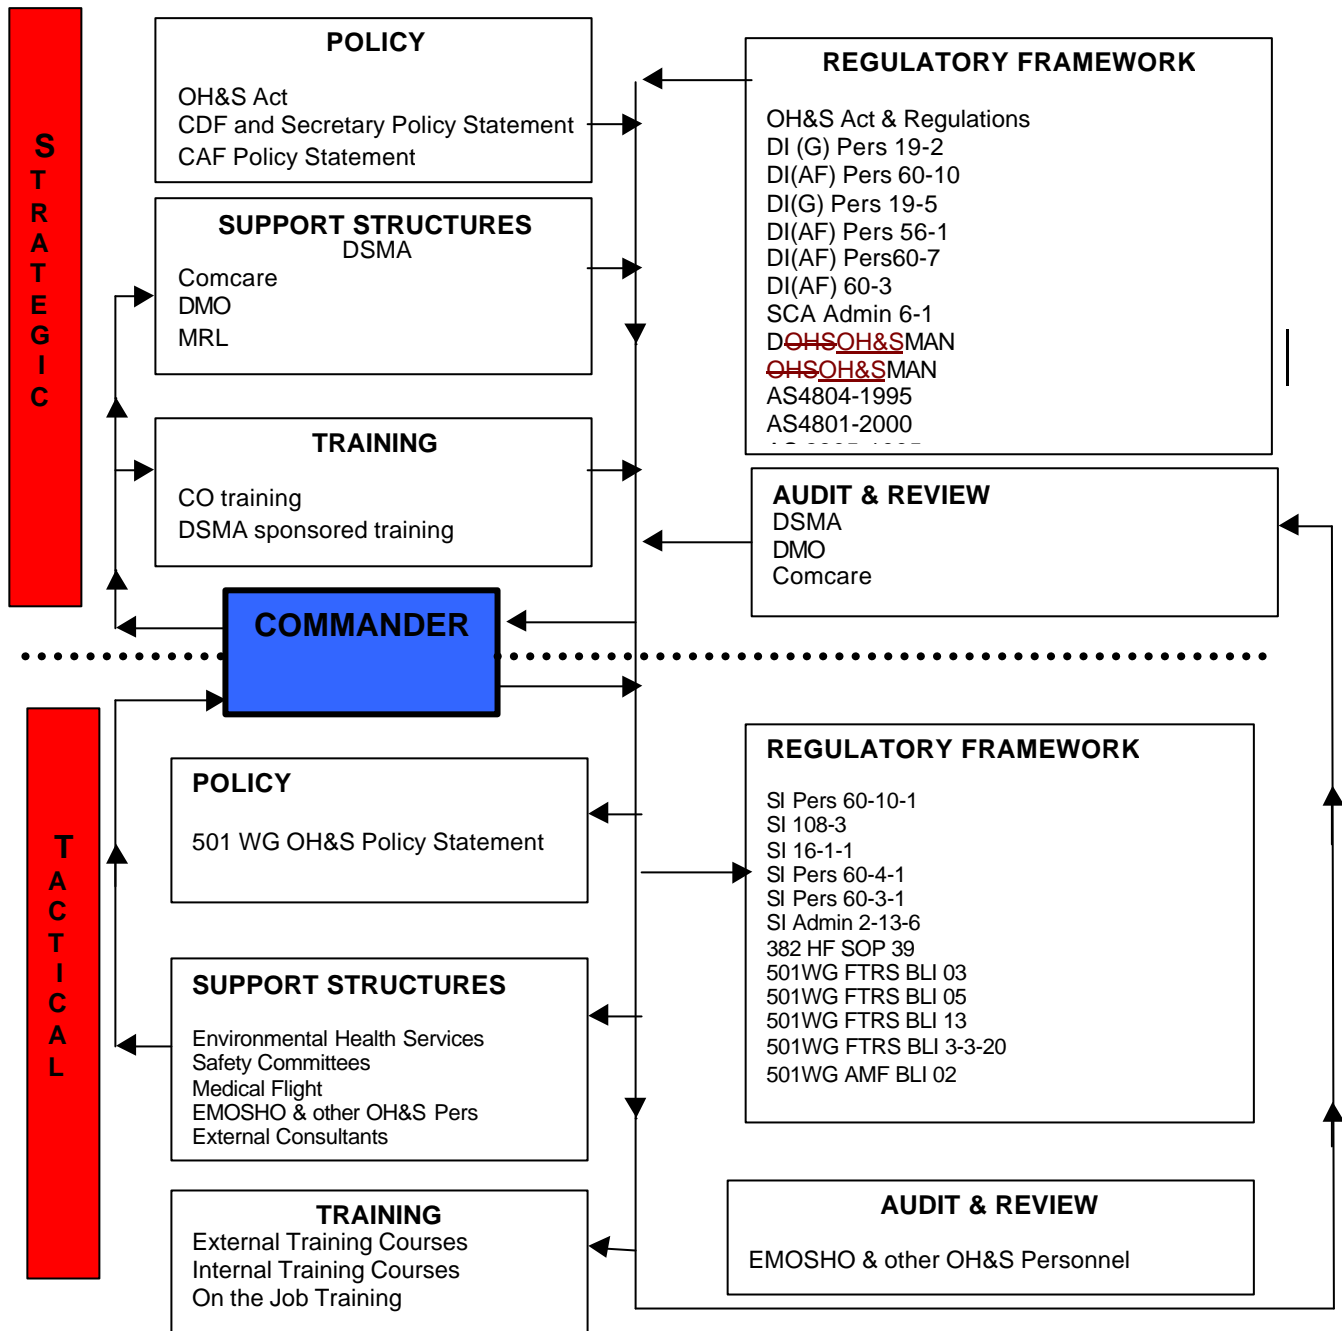 STRATEGIC
POLICY
OH&S Act
CDF and Secretary Policy Statement
CAF Policy Statement
SUPPORT STRUCTURES
DSMA
Comcare
DMO
MRL
TRAINING
CO training
DSMA sponsored training
REGULATORY FRAMEWORK
OH&S Act & Regulations
DI (G) Pers 19-2
DI(AF) Pers 60-10
DI(G) Pers 19-5
DI(AF) Pers 56-1
DI(AF) Pers60-7
DI(AF) 60-3
SCA Admin 6-1
DOHSOH&SMAN
OHSOH&SMAN
AS4804-1995
AS4801-2000
AUDIT & REVIEW
DSMA
DMO
Comcare
COMMANDER
TACTICAL
POLICY
501 WG OH&S Policy Statement
SUPPORT STRUCTURES
Environmental Health Services
Safety Committees
Medical Flight
EMOSHO & other OH&S Pers
External Consultants
TRAINING
External Training Courses
Internal Training Courses
On the Job Training
REGULATORY FRAMEWORK
SI Pers 60-10-1
SI 108-3
SI 16-1-1
SI Pers 60-4-1
SI Pers 60-3-1
SI Admin 2-13-6
382 HF SOP 39
501WG FTRS BLI 03
501WG FTRS BLI 05
501WG FTRS BLI 13
501WG FTRS BLI 3-3-20
501WG AMF BLI 02
AUDIT & REVIEW
EMOSHO & other OH&S Personnel